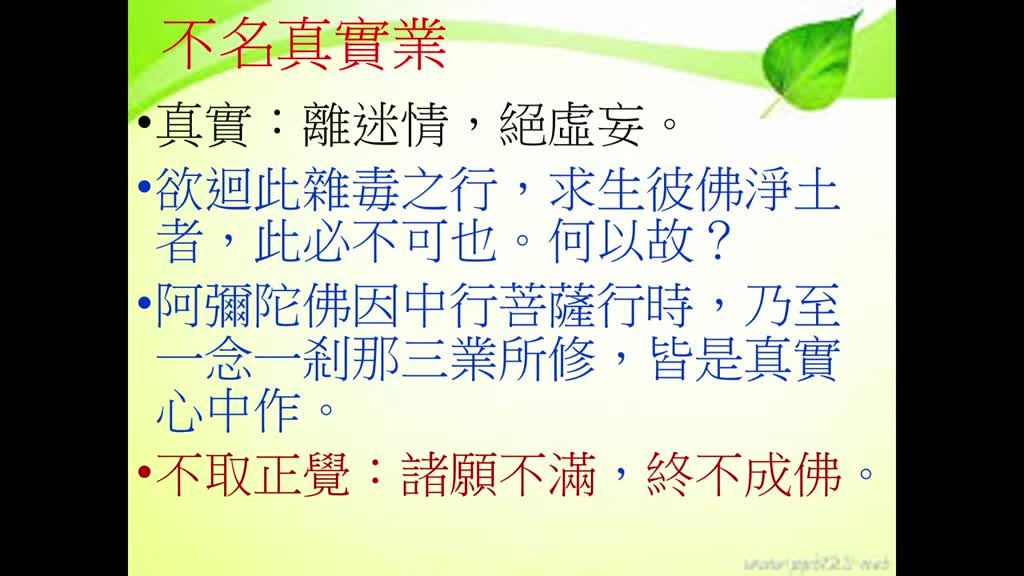 不名真實業
•真實：離迷情，絕虛妄。
•欲迴此雜毒之行，求生彼佛淨土
者，此必不可也。何以故？
•阿彌陀佛因中行菩薩行時，乃至
一念一剎那三業所修，皆是真實
心中作。
•不取正覺：諸願不滿，終不成佛。